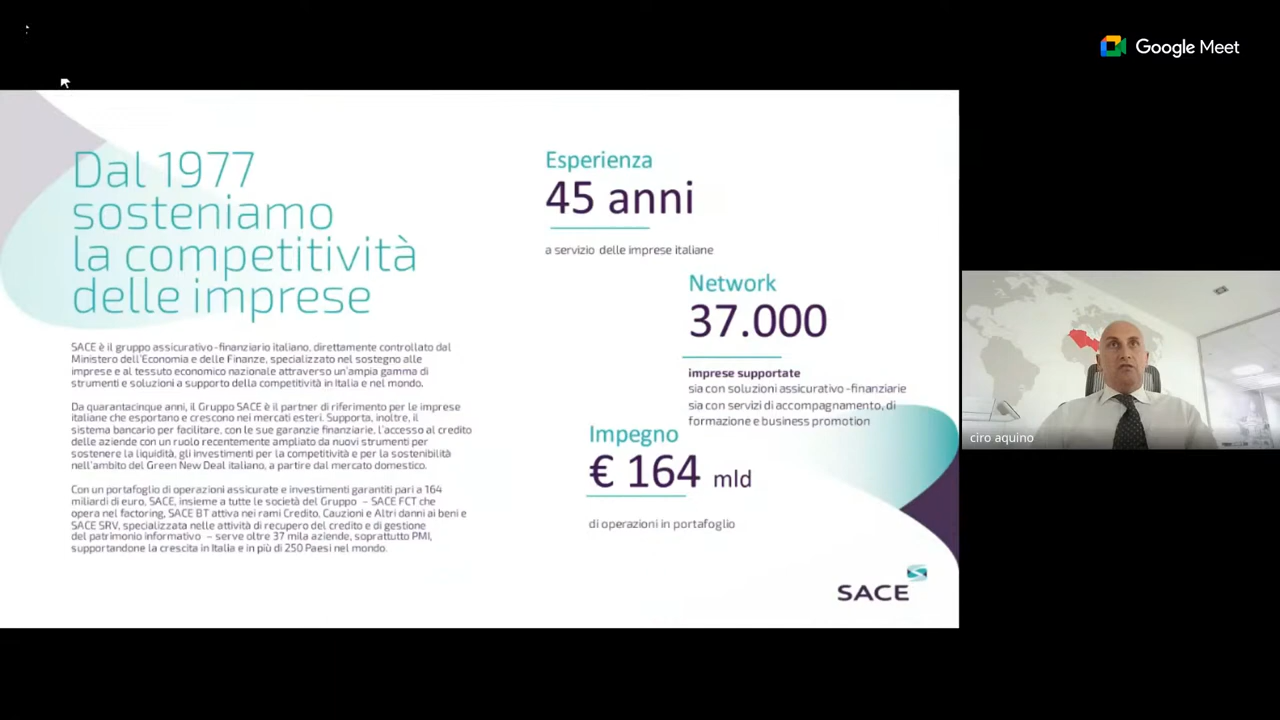 Google Meet
Dal 1977
sosteniamo
la competitività
delle imprese
SACE è il gruppo assicurativo-finanziario italiano, direttamente controllato dal
Ministero dell'Economia e delle Finanze, specializzato nel sostegno alle
imprese e al tessuto economico nazionale attraverso un'ampia gamma di
strumenti e soluzioni a supporto della competitività in Italia e nel mondo.
Da quarantacinque anni, il Gruppo SACE è il partner di riferimento per le imprese
italiane che esportano e crescono nei mercati esteri. Supporta, inoltre, il
sistema bancario per facilitare, con le sue garanzie finanziarie, l'accesso al credito
delle aziende con un ruolo recentemente ampliato da nuovi strumenti per
sostenere la liquidità, gli investimenti per la competitività e per la sostenibilità
nell'ambito del Green New Deal italiano, a partire dal mercato domestico.
Con un portafoglio di operazioni assicurate e investimenti garantiti pari a 164
miliardi di euro, SACE, insieme a tutte le società del Gruppo – SACE FCT che
opera nel factoring, SACE BT attiva nei rami Credito, Cauzioni e Altri danni ai beni e
SACE SRV, specializzata nelle attività di recupero del credito e di gestione
del patrimonio informativo – serve oltre 37 mila aziende, soprattutto PMI,
supportandone la crescita in Italia e in più di 250 Paesi nel mondo.
Esperienza
45 anni
a servizio delle imprese italiane
Network
37.000
imprese supportate
sia con soluzioni assicurativo-finanziarie
sia con servizi di accompagnamento, di
formazione e business promotion
Impegno
€ 164 mld
di operazioni in portafoglio
SACE
ciro aquino